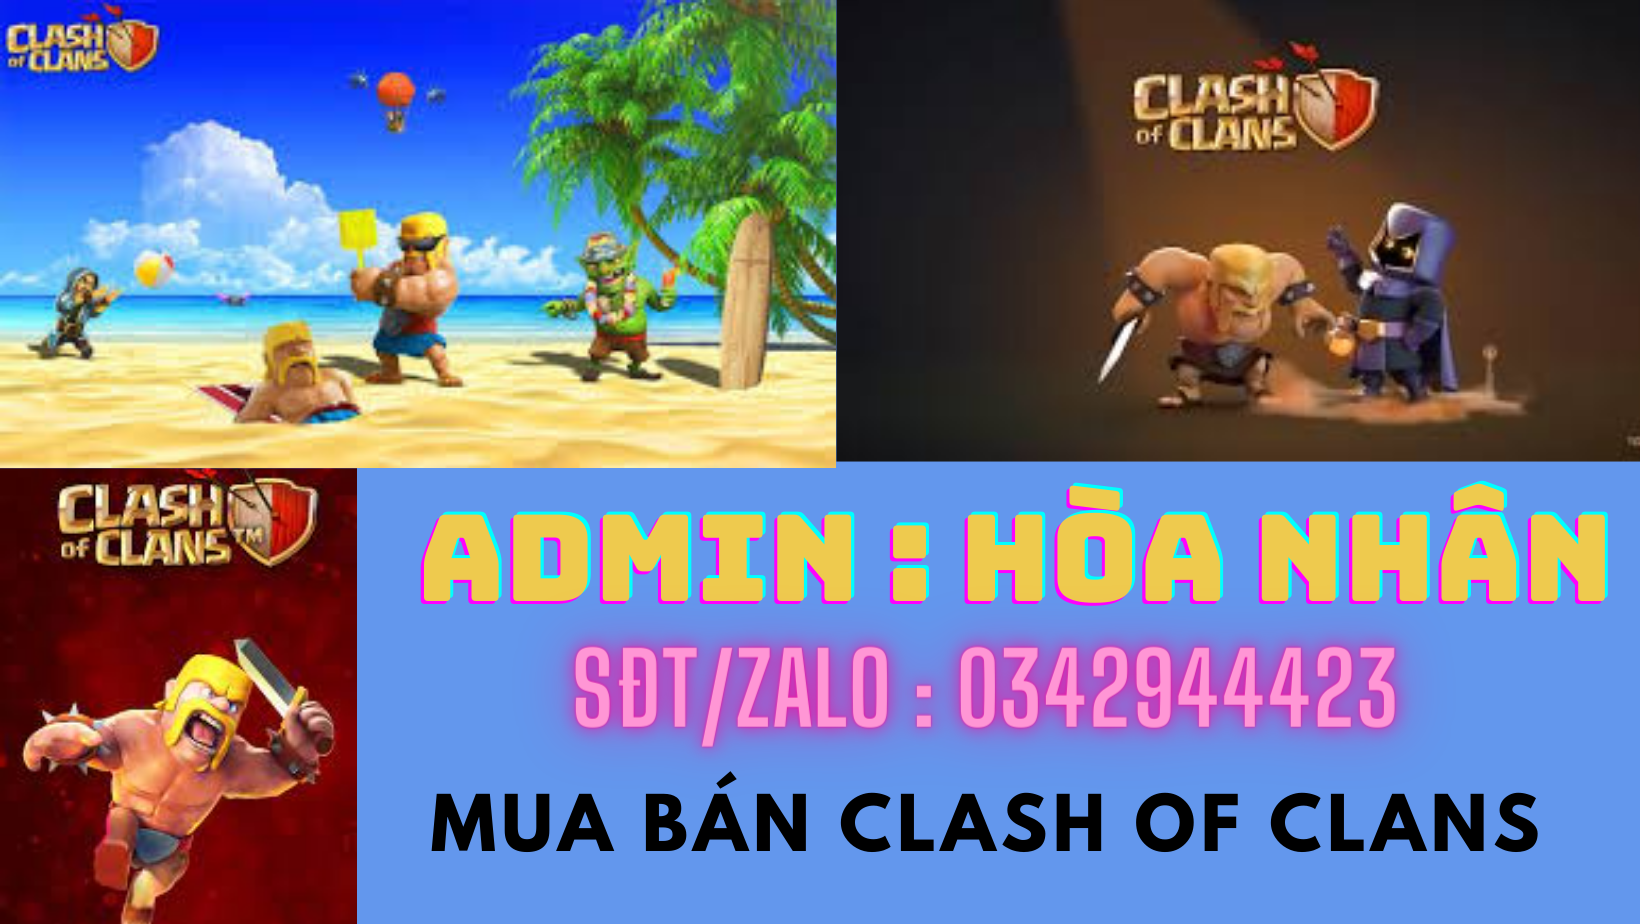 CLASH
of CLANS
CLASH
of CLANS
CLASH
of CLANS™
ADMIN : HÒA NHÂN
SĐT/ZALO : 0342944423
MUA BÁN CLASH OF CLANS